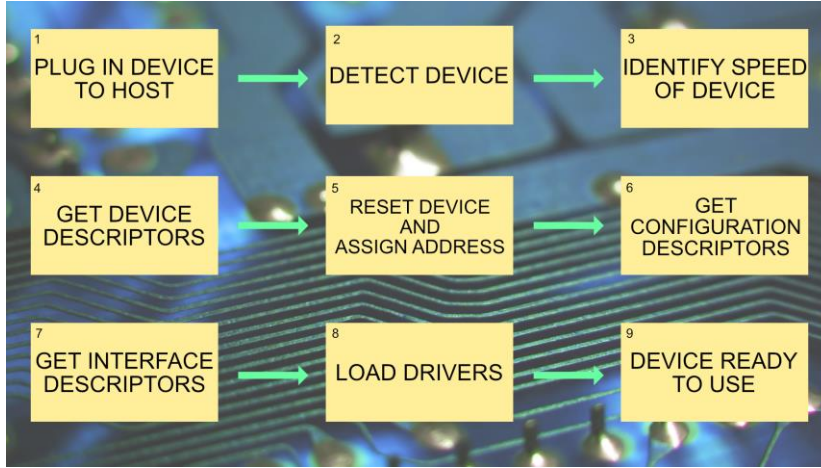 1
PLUG IN DEVICE
TO HOST
2
DETECT DEVICE
3
IDENTIFY SPEED
OF DEVICE
4
GET DEVICE
DESCRIPTORS
5
RESET DEVICE
AND
ASSIGN ADDRESS
6
GET
CONFIGURATION
DESCRIPTORS
7
GET INTERFACE
DESCRIPTORS
8
LOAD DRIVERS
9
DEVICE READY
TO USE